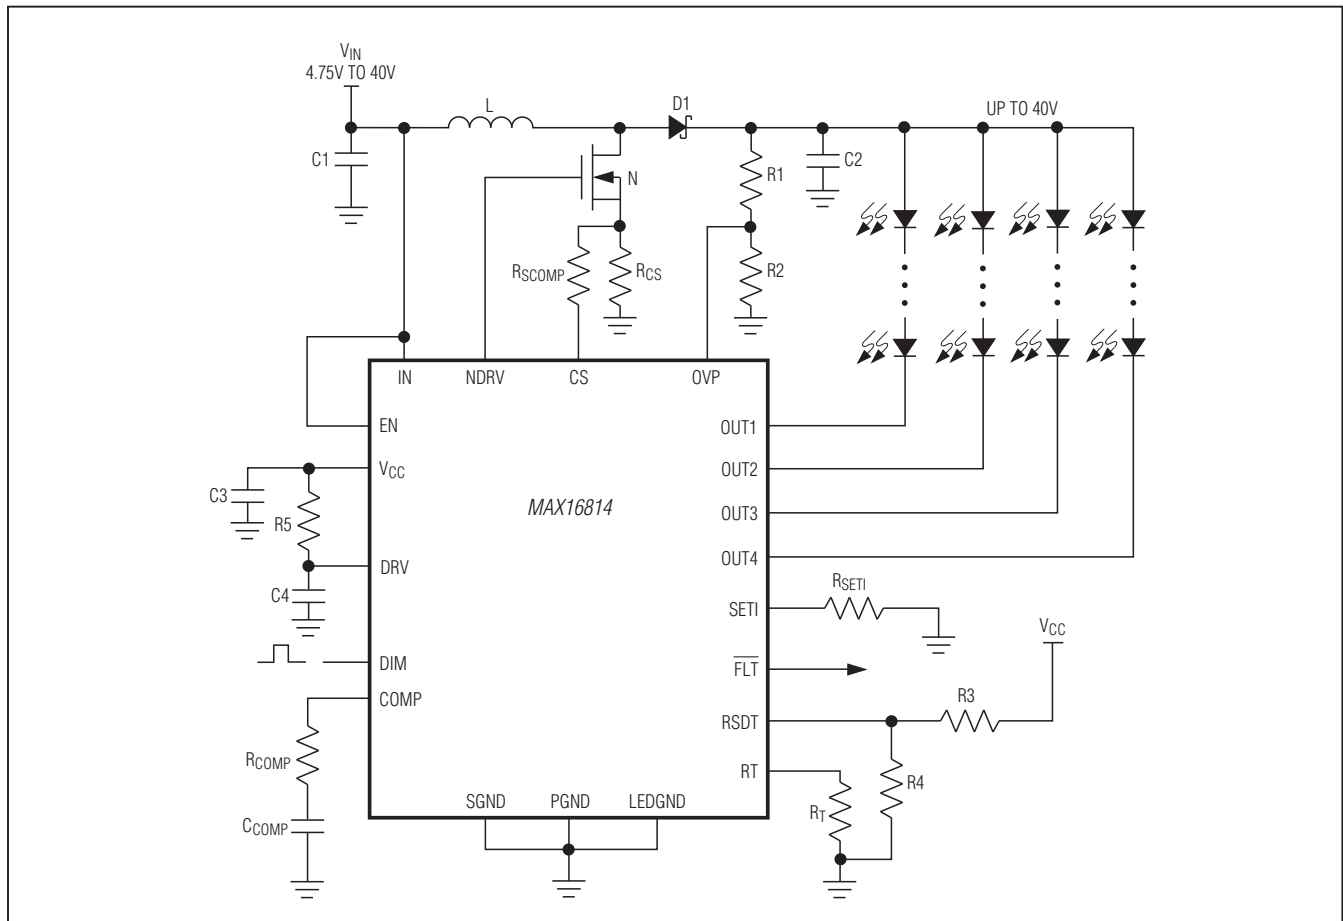 VIN
4.75V TO 40V
L
D1
UP TO 40V
C1
N
R1
C2
RSCOMP
RCS
R2
IN
NDRV
CS
OVP
EN
OUT1
VCC
OUT2
C3
R5
MAX16814
OUT3
OUT4
DRV
C4
RSETI
SETI
VCC
DIM
FLT
COMP
R3
RSDT
RCOMP
RT
R4
SGND
PGND
LEDGND
RT
CCOMP